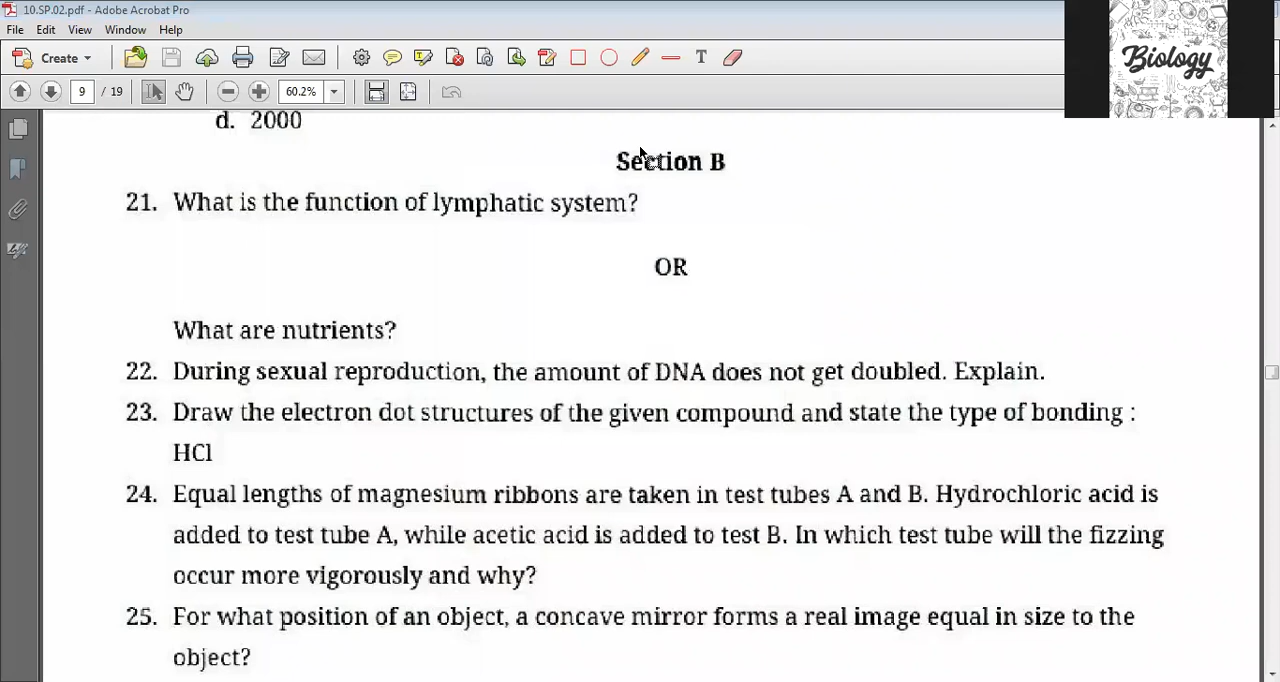 10.SP.02.pdf - Adobe Acrobat Pro
File Edit View Window Help
Create
9 / 19 60.2%
Biology
d. 2000
Section B
21. What is the function of lymphatic system?
OR
What are nutrients?
22. During sexual reproduction, the amount of DNA does not get doubled. Explain.
23. Draw the electron dot structures of the given compound and state the type of bonding :
HCl
24. Equal lengths of magnesium ribbons are taken in test tubes A and B. Hydrochloric acid is
added to test tube A, while acetic acid is added to test B. In which test tube will the fizzing
occur more vigorously and why?
25. For what position of an object, a concave mirror forms a real image equal in size to the
object?